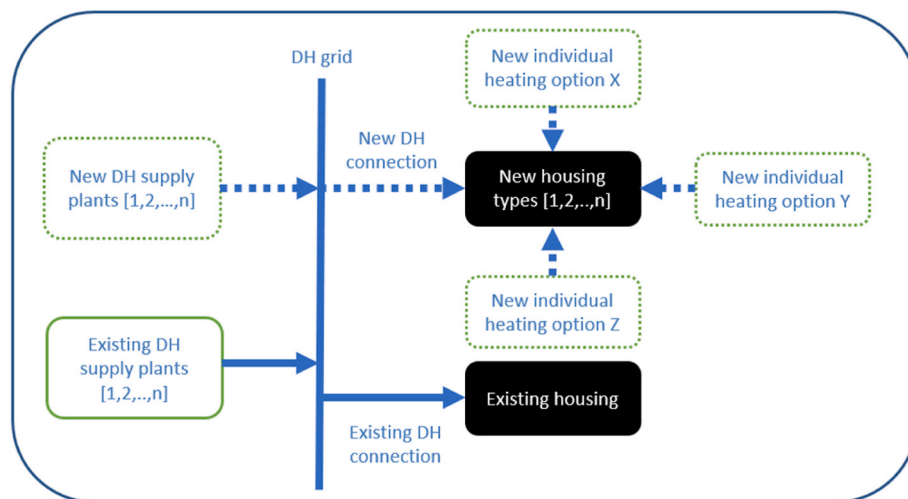 DH grid
New individual
heating option X
New DH
connection
New DH supply
plants [1,2,...,n]
New housing
types [1,2,..,n]
New individual
heating option Y
New individual
heating option Z
Existing DH
supply plants
[1,2,..,n]
Existing housing
Existing DH
connection